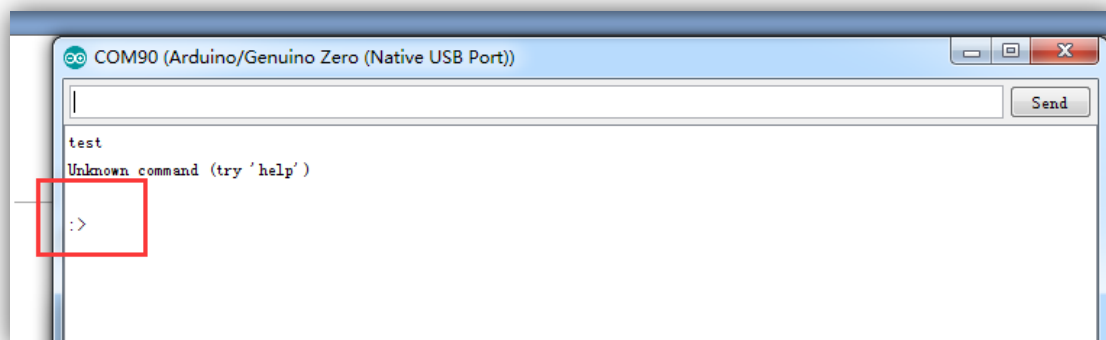 COM90 (Arduino/Genuino Zero (Native USB Port))
Send
test
Unknown command (try 'help')
:>